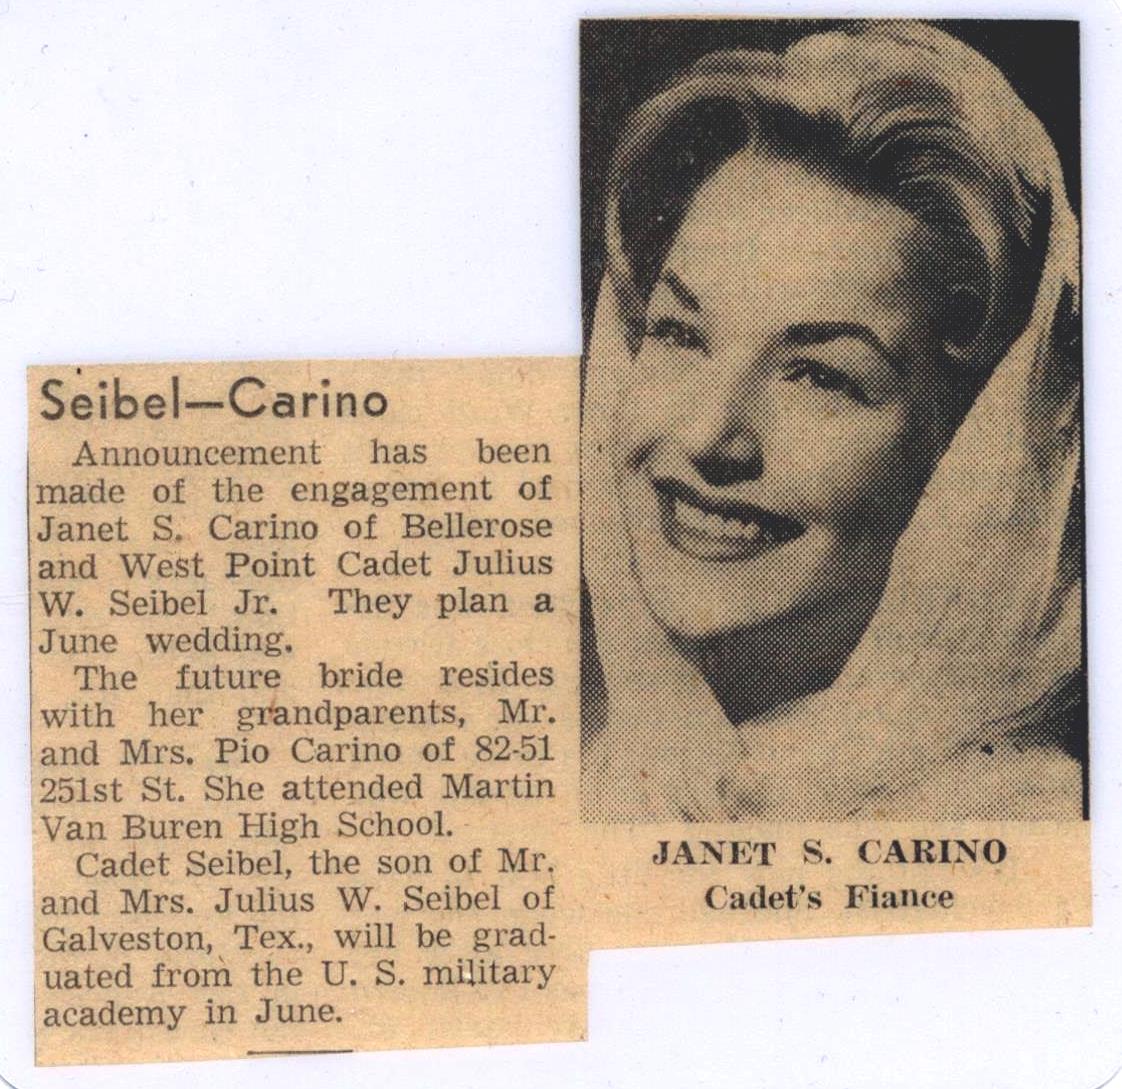 Seibel—Carino
Announcement has been
made of the engagement of
Janet S. Carino of Bellerose
and West Point Cadet Julius
W. Seibel Jr. They plan a
June wedding.
The future bride resides
with her grandparents, Mr.
and Mrs. Pio Carino of 82-51
251st St. She attended Martin
Van Buren High School.
Cadet Seibel, the son of Mr.
and Mrs. Julius W. Seibel of
Galveston, Tex., will be grad-
uated from the U. S. military
academy in June.
JANET S. CARINO
Cadet's Fiance